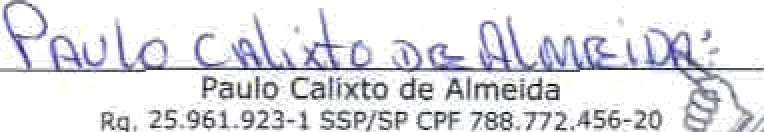 Paulo Calixto de Almeida
Paulo Calixto de Almeida
Rg. 25.961.923-1 SSP/SP CPF 788.772.456-20